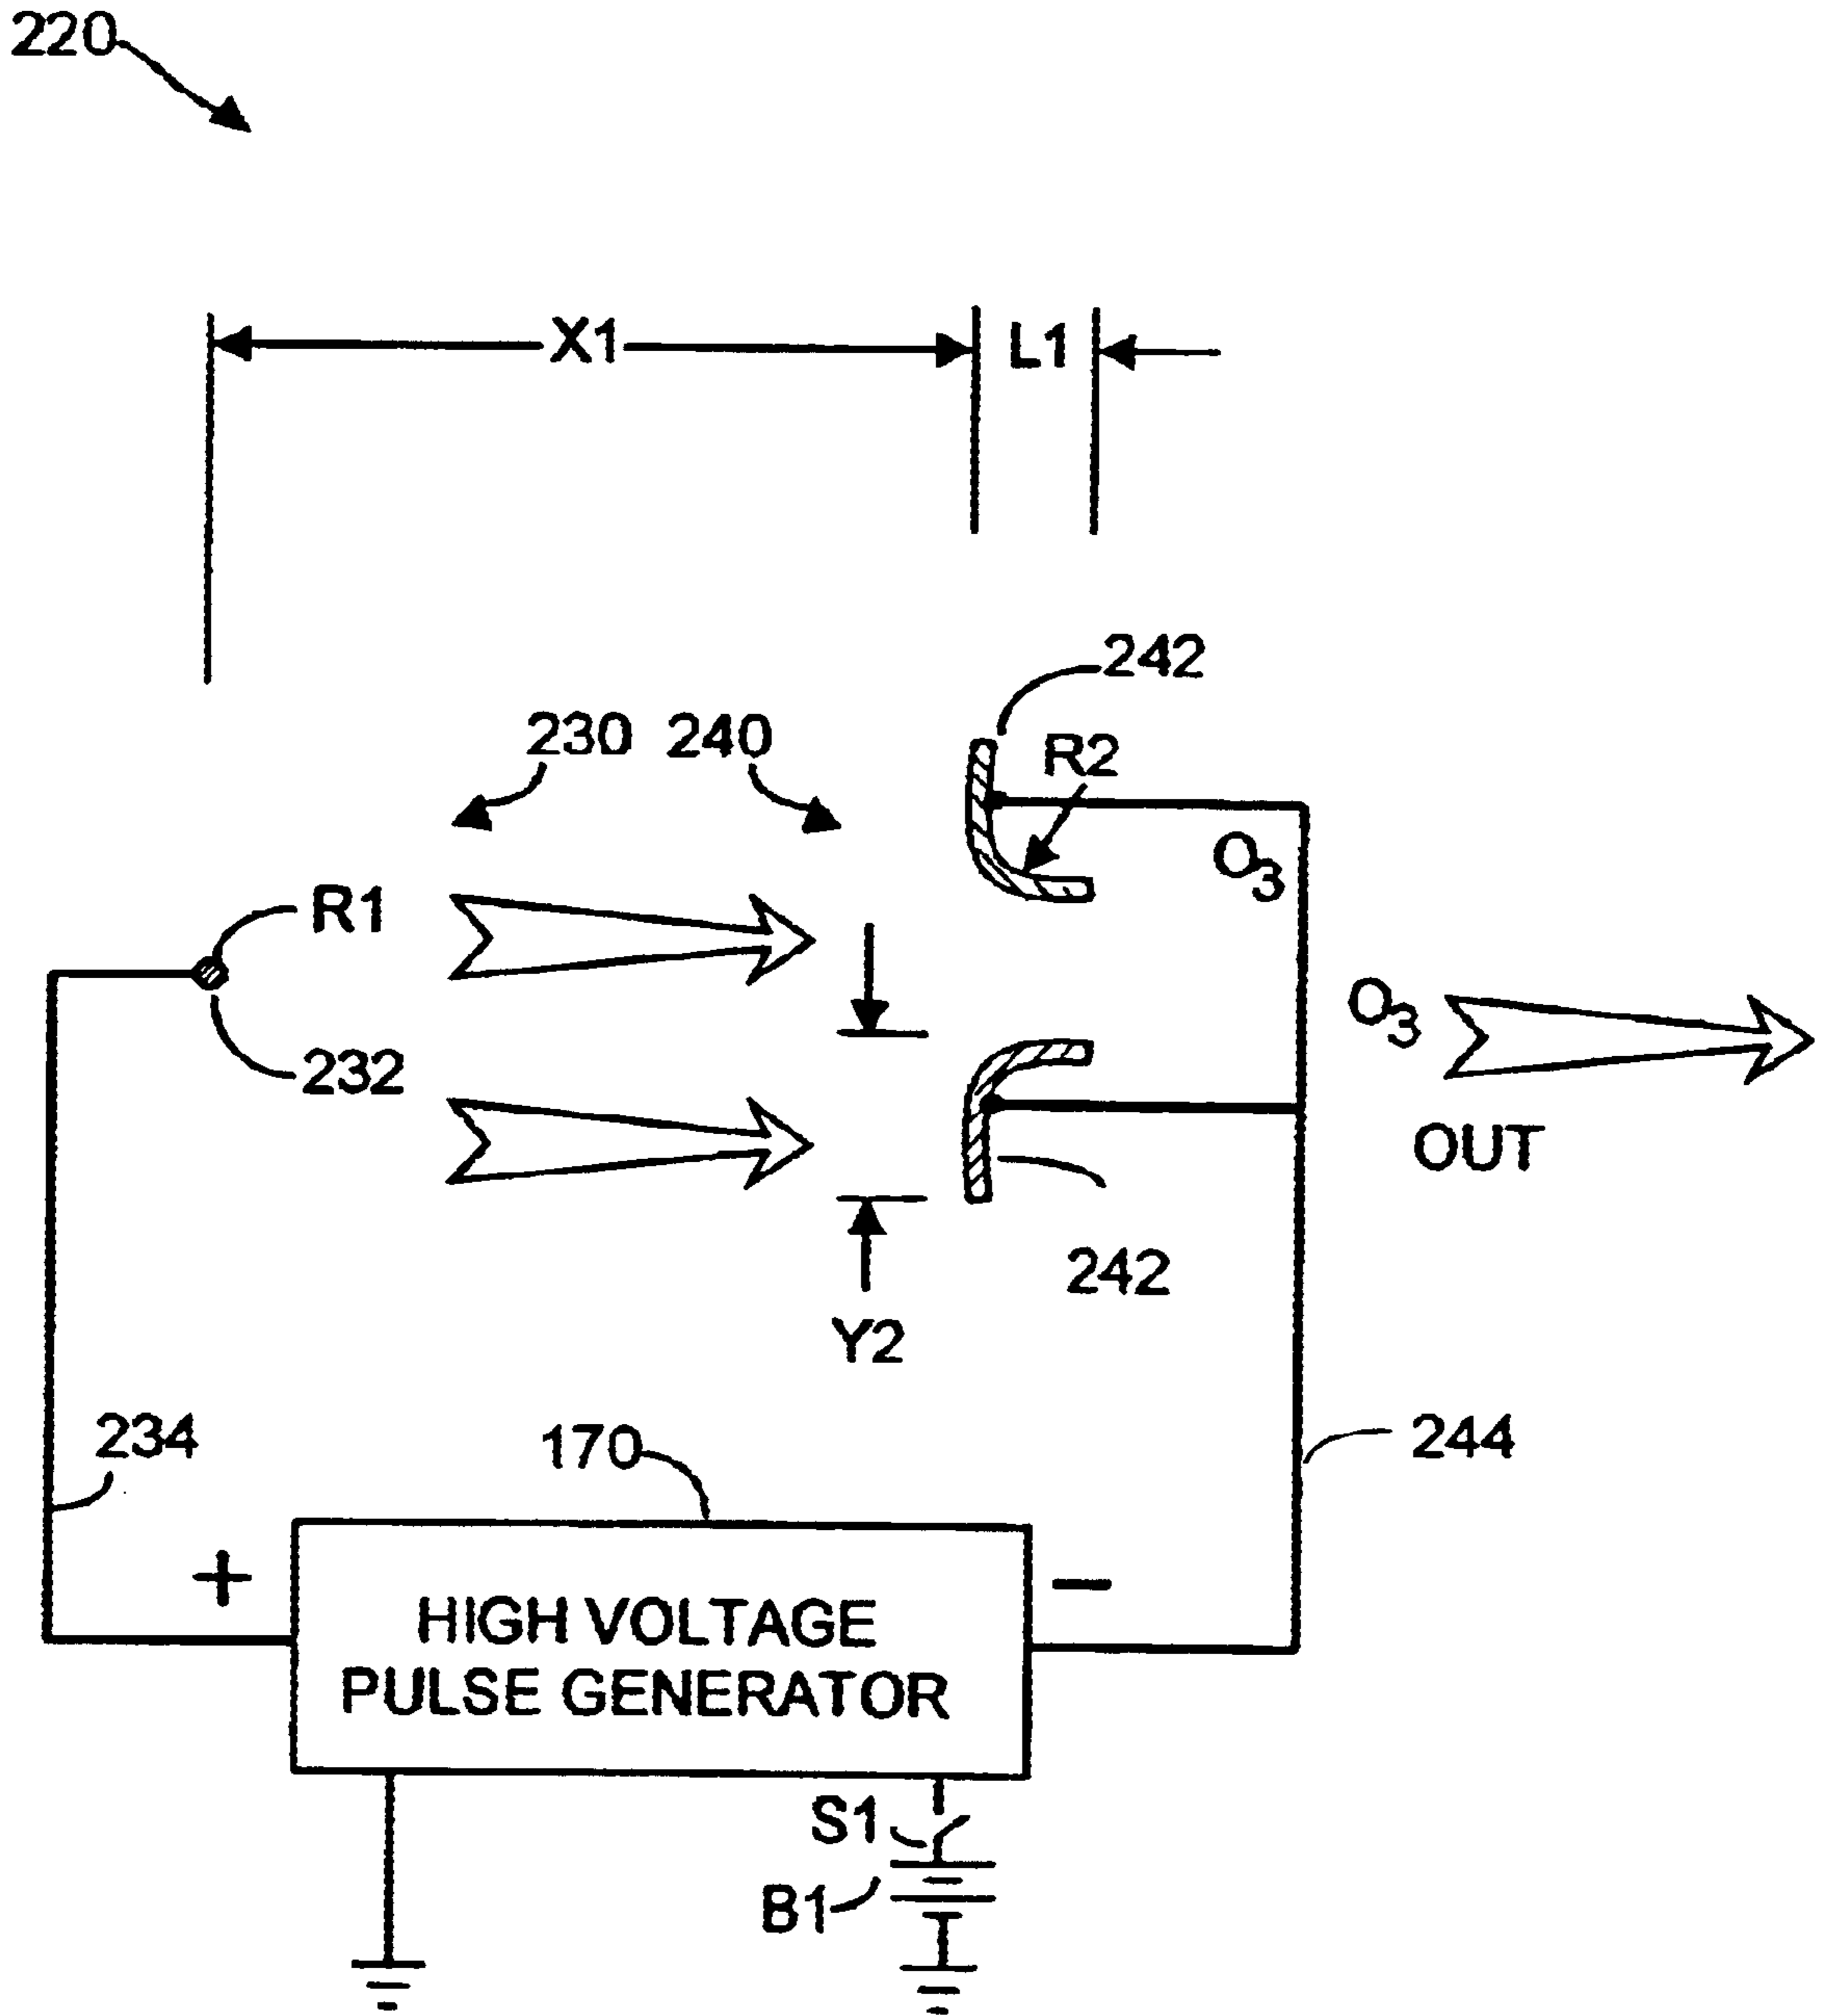 220
X1
L1
242
230
240
R2
O3
R1
O3
232
OUT
242
Y2
234
170
244
+
−
HIGH VOLTAGE
PULSE GENERATOR
S1
B1